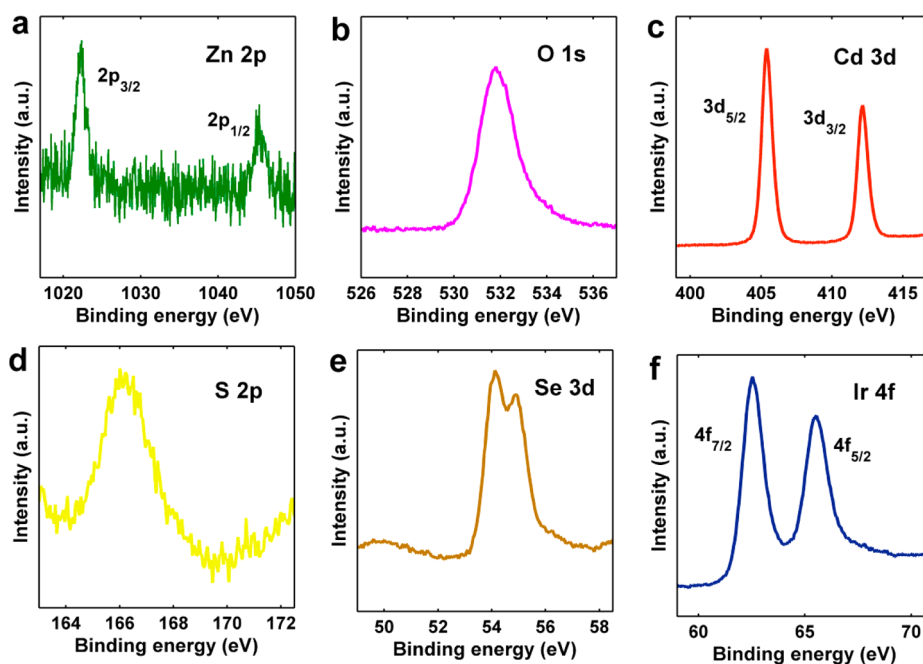 a
Zn 2p
2p3/2
2p1/2
Intensity (a.u.)
1020 1030 1040 1050
Binding energy (eV)
b
O 1s
Intensity (a.u.)
526 528 530 532 534 536
Binding energy (eV)
c
Cd 3d
3d5/2
3d3/2
Intensity (a.u.)
399 405 412 416
Binding energy (eV)
d
S 2p
Intensity (a.u.)
164 166 168 170 172
Binding energy (eV)
e
Se 3d
Intensity (a.u.)
50 52 54 56 58
Binding energy (eV)
f
Ir 4f
4f7/2
4f5/2
Intensity (a.u.)
60 65 70
Binding energy (eV)